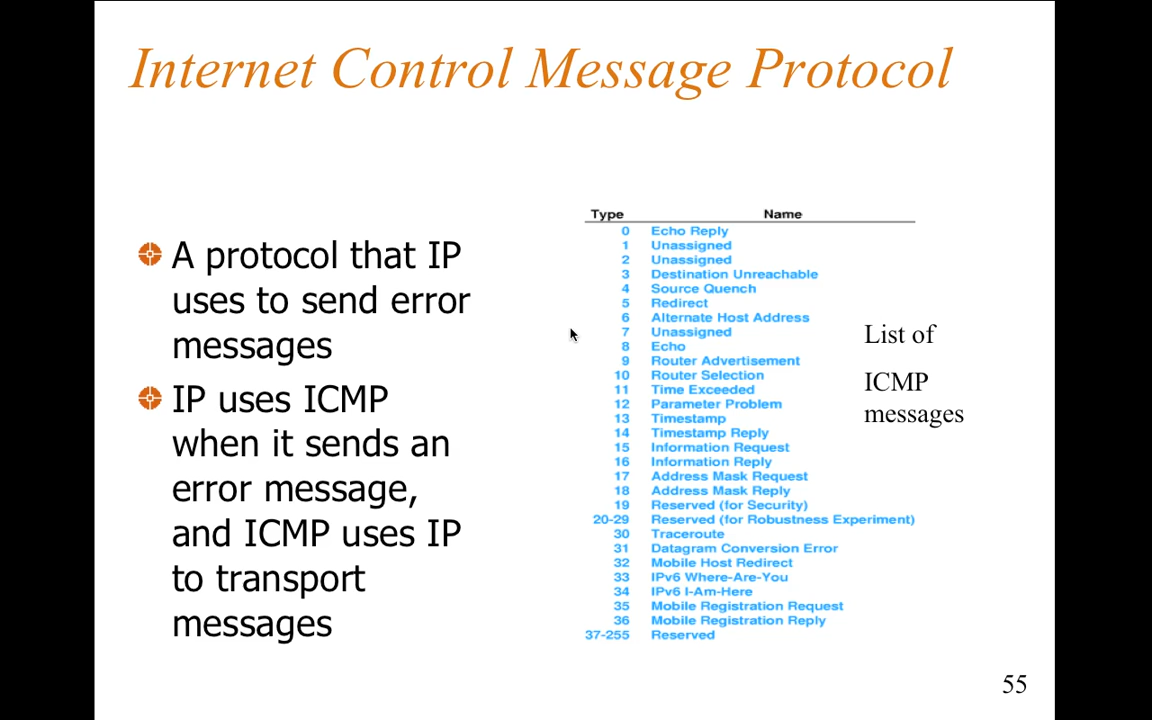 Internet Control Message Protocol
A protocol that IP
uses to send error
messages
IP uses ICMP
when it sends an
error message,
and ICMP uses IP
to transport
messages
Type Name
0 Echo Reply
1 Unassigned
2 Unassigned
3 Destination Unreachable
4 Source Quench
5 Redirect
6 Alternate Host Address
7 Unassigned
8 Echo
9 Router Advertisement
10 Router Selection
11 Time Exceeded
12 Parameter Problem
13 Timestamp
14 Timestamp Reply
15 Information Request
16 Information Reply
17 Address Mask Request
18 Address Mask Reply
19 Reserved (for Security)
20-29 Reserved (for Robustness Experiment)
30 Traceroute
31 Datagram Conversion Error
32 Mobile Host Redirect
33 IPv6 Where-Are-You
34 IPv6 I-Am-Here
35 Mobile Registration Request
36 Mobile Registration Reply
37-255 Reserved
List of
ICMP
messages
55